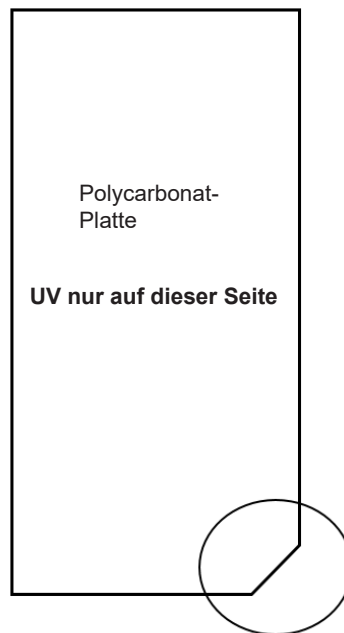 Polycarbonat-
Platte
UV nur auf dieser Seite